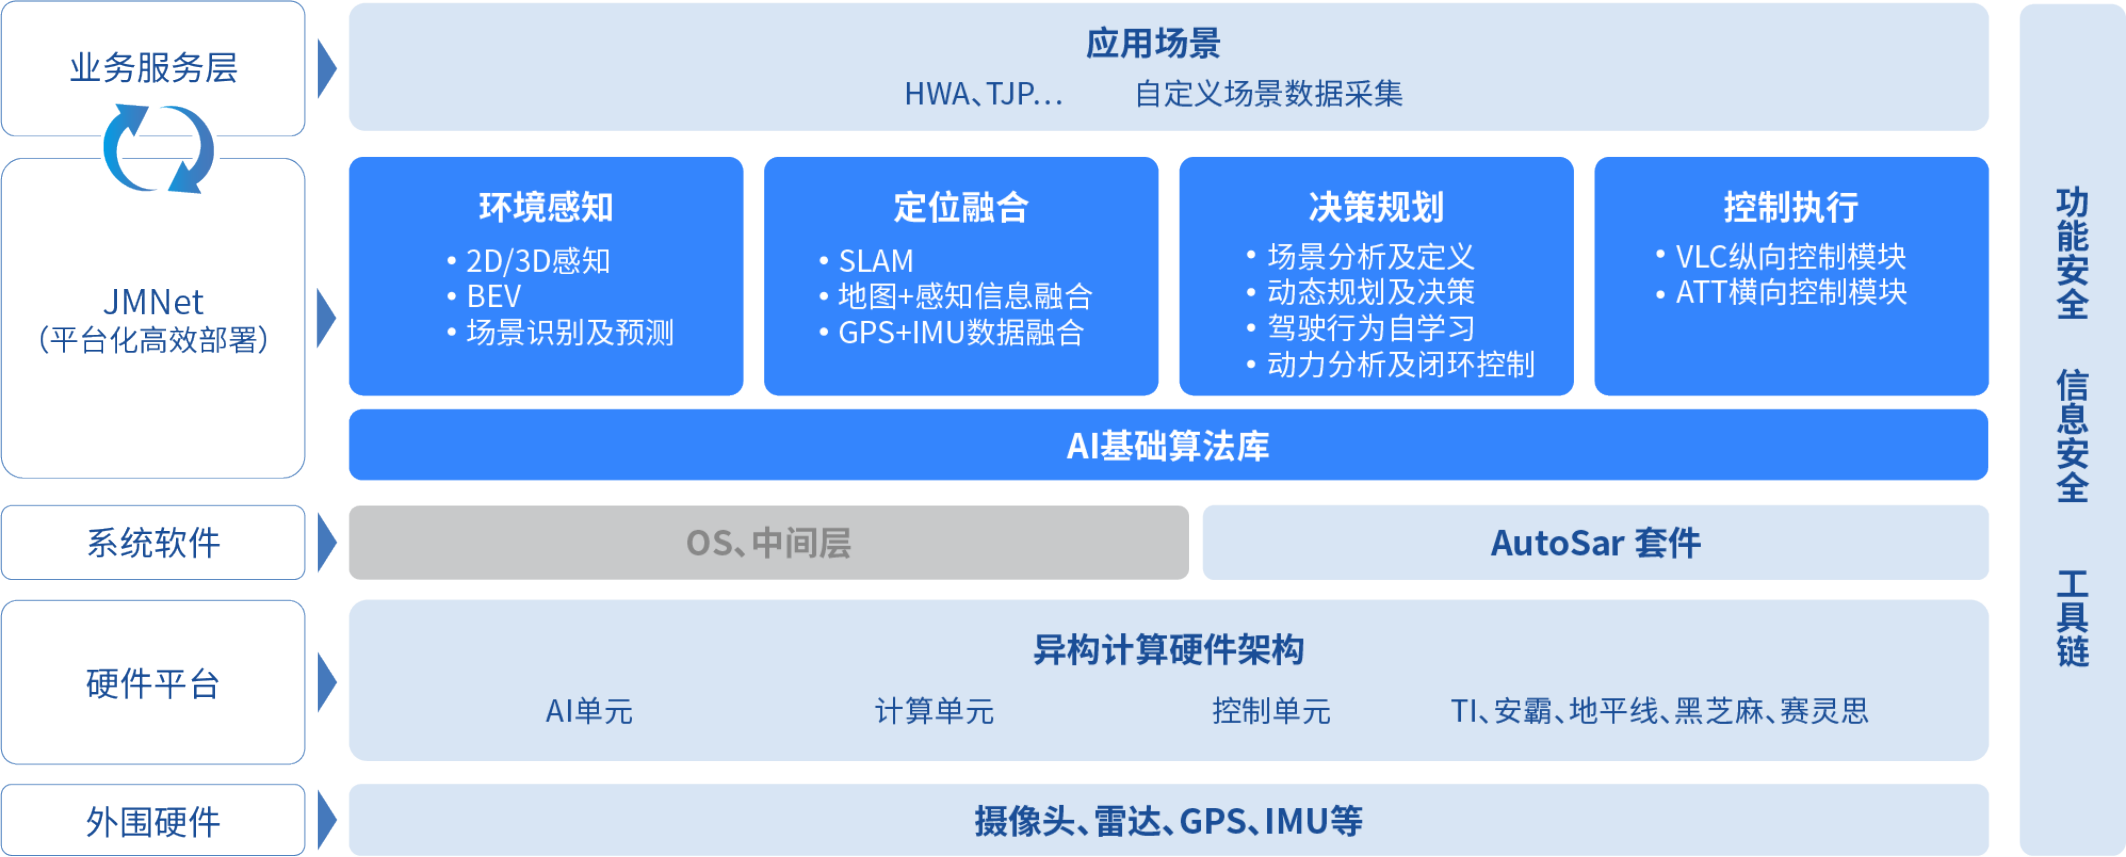 业务服务层
应用场景
HWA、TJP…
自定义场景数据采集
JMNet
（平台化高效部署）
环境感知
• 2D/3D感知
• BEV
• 场景识别及预测
定位融合
• SLAM
• 地图+感知信息融合
• GPS+IMU数据融合
决策规划
• 场景分析及定义
• 动态规划及决策
• 驾驶行为自学习
• 动力分析及闭环控制
控制执行
• VLC纵向控制模块
• ATT横向控制模块
AI基础算法库
系统软件
OS、中间层
AutoSar 套件
硬件平台
异构计算硬件架构
AI单元
计算单元
控制单元
TI、安霸、地平线、黑芝麻、赛灵思
外围硬件
摄像头、雷达、GPS、IMU等
功能安全
信息安全
工具链